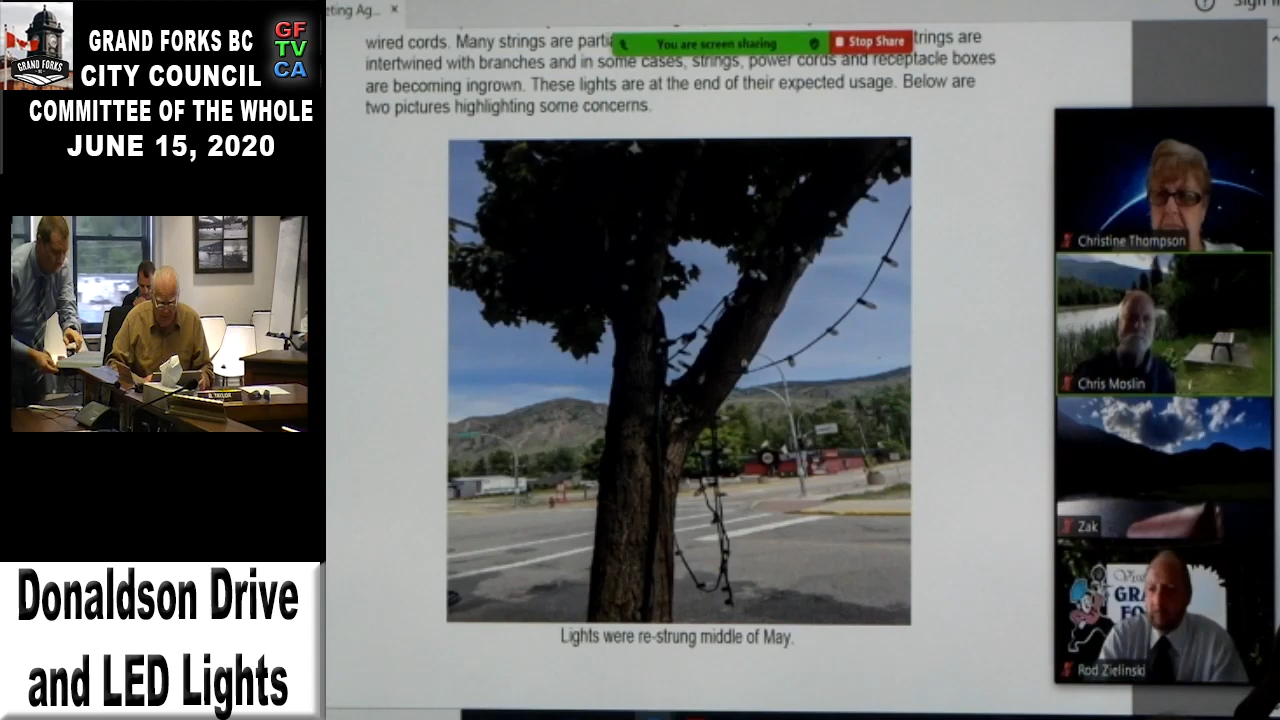 GRAND FORKS BC
CITY COUNCIL
COMMITTEE OF THE WHOLE
JUNE 15, 2020
GF
TV
CA
GRAND FORKS
B. TAYLOR
Donaldson Drive
and LED Lights
eting Ag... ×
Sign
wired cords. Many strings are trings are
You are screen sharing
Stop Share
intertwined with branches and in some cases, strings, power cords and receptacle boxes
are becoming ingrown. These lights are at the end of their expected usage. Below are
two pictures highlighting some concerns.
Lights were re-strung middle of May.
Christine Thompson
Chris Moslin
Zak
Rod Zielinski